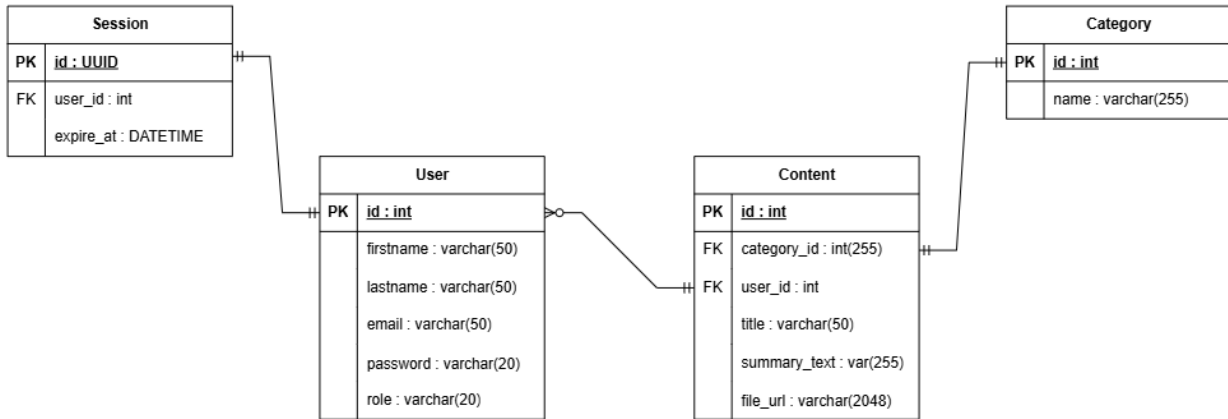 Session
PK id : UUID
FK user_id : int
expire_at : DATETIME
Category
PK id : int
name : varchar(255)
User
PK id : int
firstname : varchar(50)
lastname : varchar(50)
email : varchar(50)
password : varchar(20)
role : varchar(20)
Content
PK id : int
FK category_id : int(255)
FK user_id : int
title : varchar(50)
summary_text : var(255)
file_url : varchar(2048)